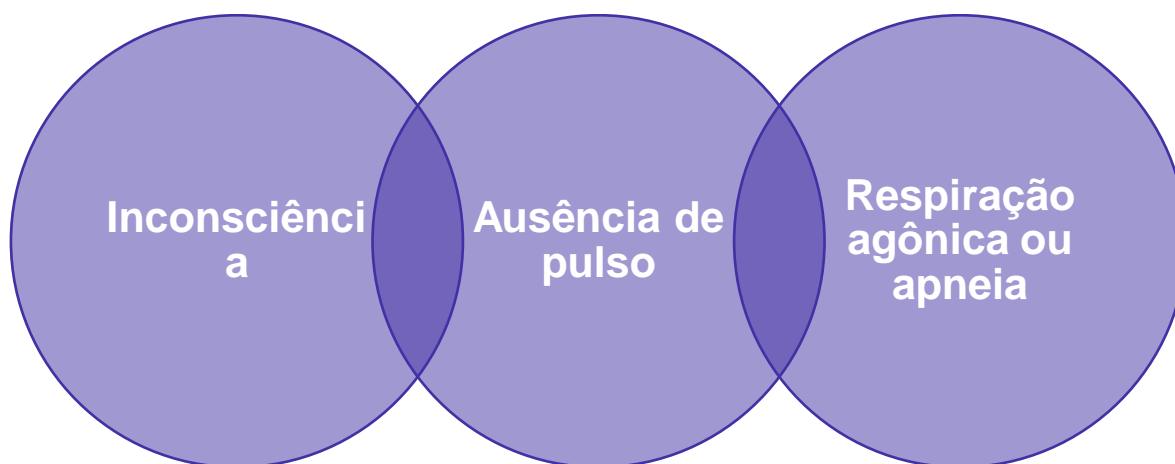 Inconsciênci
a
Ausência de
pulso
Respiração
agônica ou
apneia